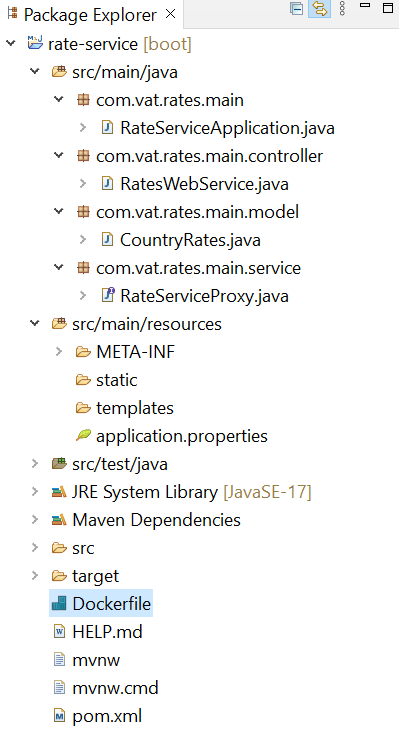 Package Explorer
rate-service [boot]
src/main/java
com.vat.rates.main
RateServiceApplication.java
com.vat.rates.main.controller
RatesWebService.java
com.vat.rates.main.model
CountryRates.java
com.vat.rates.main.service
RateServiceProxy.java
src/main/resources
META-INF
static
templates
application.properties
src/test/java
JRE System Library [JavaSE-17]
Maven Dependencies
src
target
Dockerfile
HELP.md
mvnw
mvnw.cmd
pom.xml